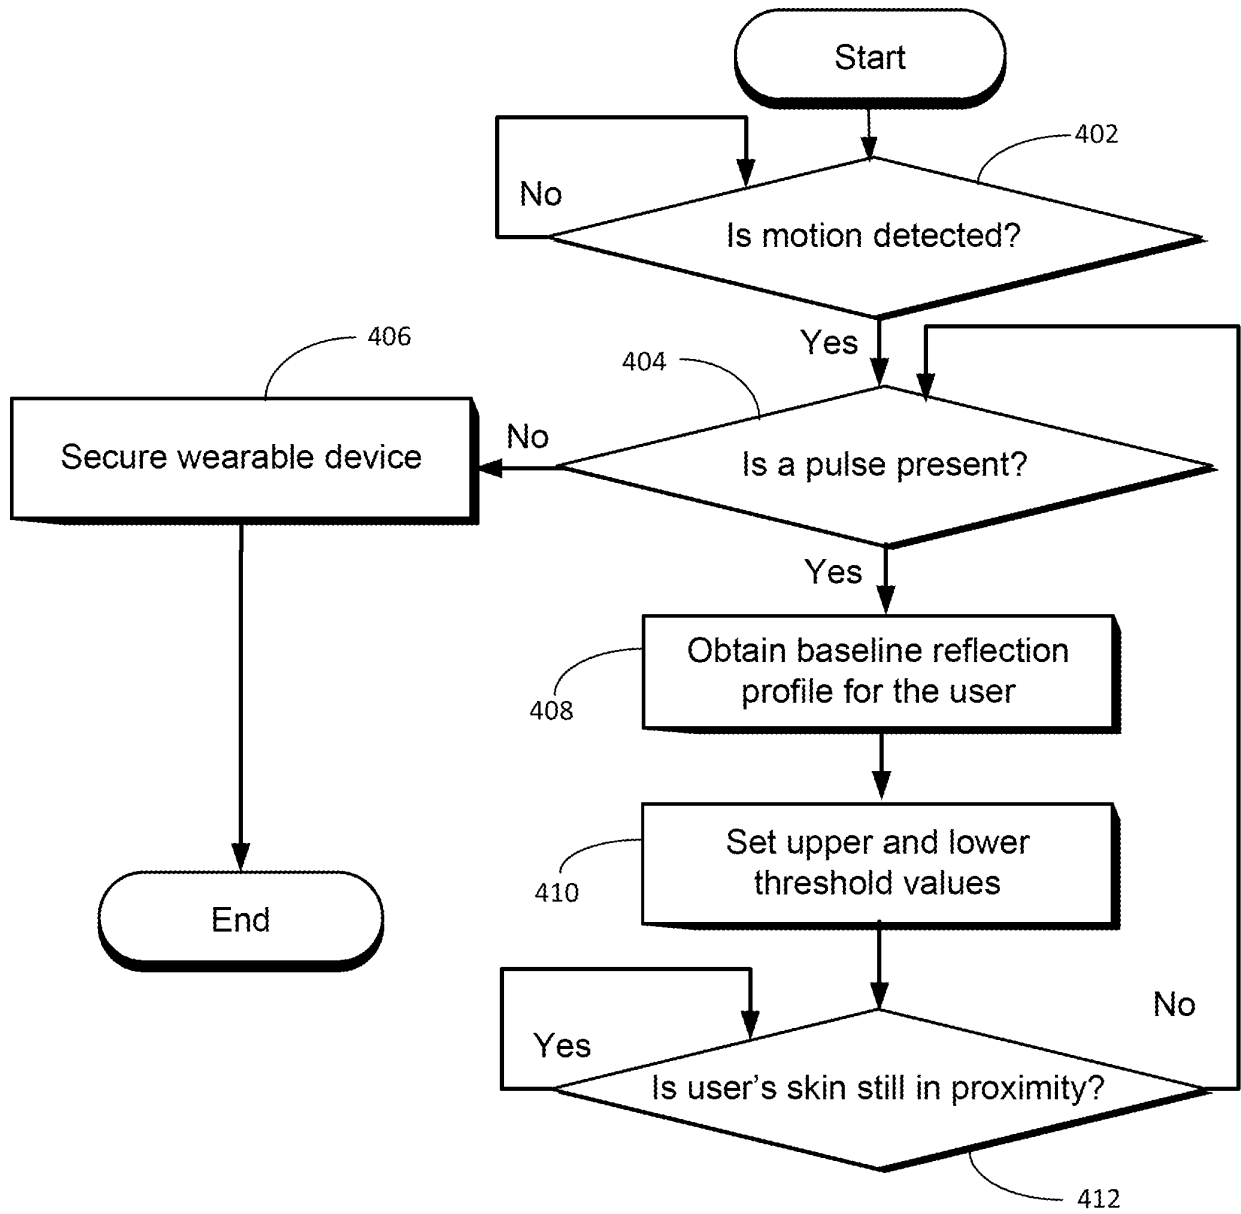 Start
402
No
Is motion detected?
Yes
406
404
Secure wearable device
No
Is a pulse present?
Yes
Obtain baseline reflection
profile for the user
408
Set upper and lower
threshold values
410
End
No
Yes
Is user's skin still in proximity?
412